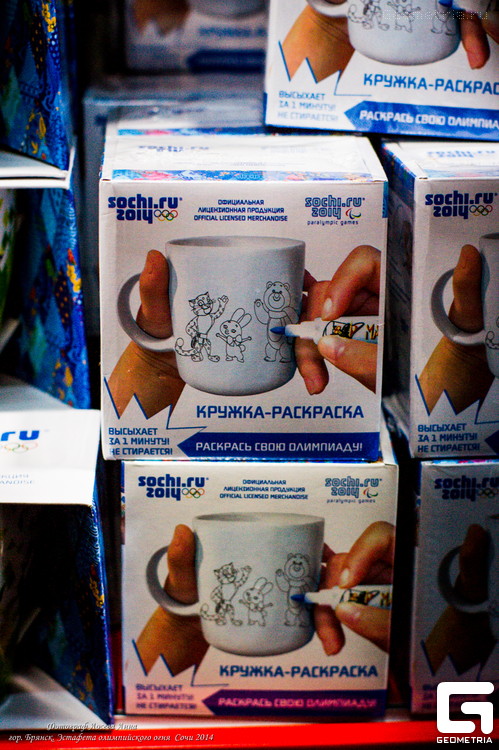 КРУЖКА-РАСКРА
ВЫСЫХАЕТ
ЗА 1 МИНУТУ!
НЕ СТИРАЕТСЯ
РАСКРАСЬ СВОЮ ОЛИМПИА
sochi.ru
2014
ОФИЦИАЛЬНАЯ
ЛИЦЕНЗИОННАЯ ПРОДУКЦИЯ
OFFICIAL LICENSED MERCHANDISE
sochi.ru
2014
paralympic games
КРУЖКА-РАСКРАСКА
ВЫСЫХАЕТ
ЗА 1 МИНУТУ!
НЕ СТИРАЕТСЯ
РАСКРАСЬ СВОЮ ОЛИМПИАДУ!
sochi.ru
2014
ВЫСЫХАЕТ
ЗА 1 МИНУТУ!
НЕ СТИРАЕТСЯ
ru
sochi.ru
2014
ОФИЦИАЛЬНАЯ
ЛИЦЕНЗИОННАЯ ПРОДУКЦИЯ
OFFICIAL LICENSED MERCHANDISE
sochi.ru
2014
paralympic games
КРУЖКА-РАСКРАСКА
ВЫСЫХАЕТ
ЗА 1 МИНУТУ!
НЕ СТИРАЕТСЯ
РАСКРАСЬ СВОЮ ОЛИМПИАДУ!
sochi.ru
2014
ВЫСЫХАЕТ
ЗА 1 МИНУТУ!
НЕ СТИРАЕТСЯ
Фотограф Анна
гор. Брянск, Эстафета олимпийского огня Сочи 2014
GEOMETRIA